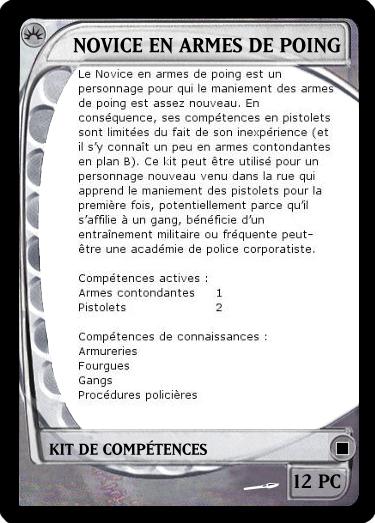 NOVICE EN ARMES DE POING
Le Novice en armes de poing est un
personnage pour qui le maniement des armes
de poing est assez nouveau. En
conséquence, ses compétences en pistolets
sont limitées du fait de son inexpérience (et
il s'y connaît un peu en armes contondantes
en plan B). Ce kit peut être utilisé pour un
personnage nouveau venu dans la rue qui
apprend le maniement des pistolets pour la
première fois, potentiellement parce qu'il
s'affilie à un gang, bénéficie d'un
entraînement militaire ou fréquente peut-
être une académie de police corporatiste.
Compétences actives :
Armes contondantes 1
Pistolets 2
Compétences de connaissances :
Armureries
Fourgues
Gangs
Procédures policières
KIT DE COMPÉTENCES
12 PC